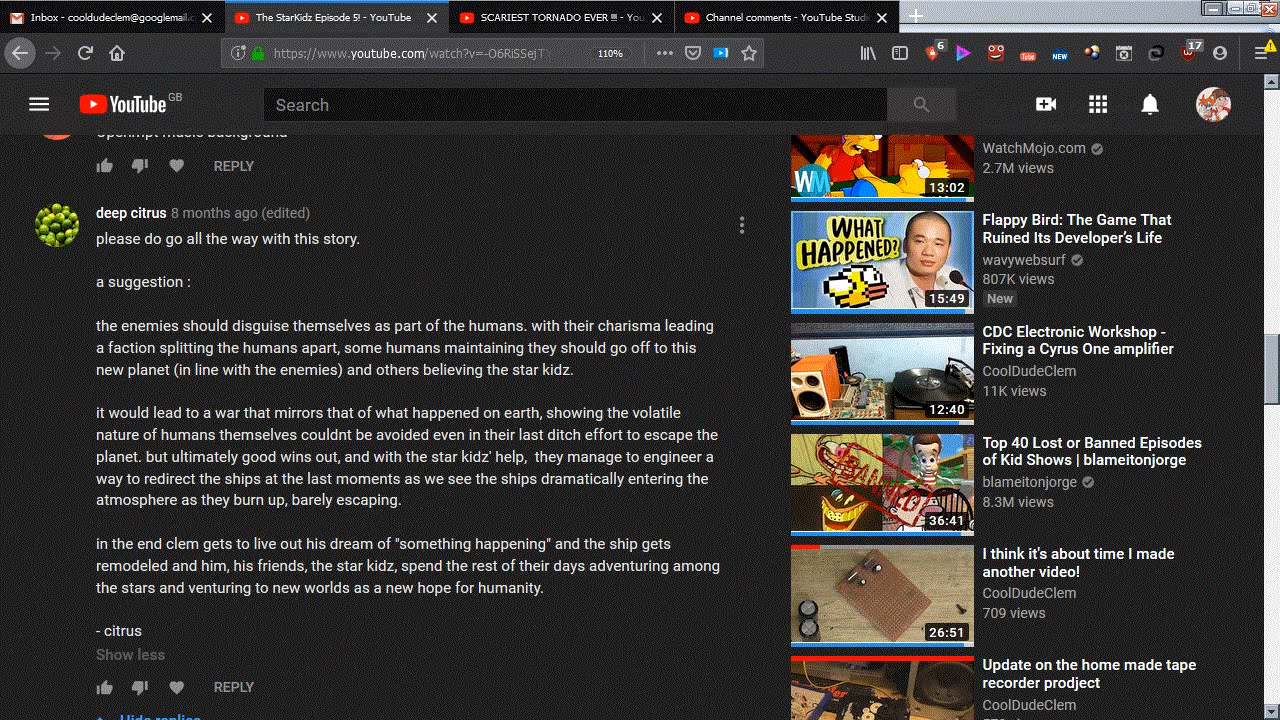 Inbox - cooldudeclem@googlemail.c
The StarKidz Episode 5! - YouTube
SCARIEST VIDEO EVER !!! - You
Channel comments - YouTube Studi
110%
6
NEW
17
YouTube GB
Search
Openmpt music background
REPLY
deep citrus 8 months ago (edited)
please do go all the way with this story.
a suggestion :
the enemies should disguise themselves as part of the humans. with their charisma leading
a faction splitting the humans apart, some humans maintaining they should go off to this
new planet (in line with the enemies) and others believing the star kidz.
it would lead to a war that mirrors that of what happened on earth, showing the volatile
nature of humans themselves couldnt be avoided even in their last ditch effort to escape the
planet. but ultimately good wins out, and with the star kidz' help, they manage to engineer a
way to redirect the ships in the last moments as we see the ships dramatically entering the
atmosphere as they burn up, barely escaping.
in the end clem gets to live out his dream of "something happening" and the ship gets
remodeled and him, his friends, the star kidz, spend the rest of their days adventuring among
the stars and venturing to new worlds as a new hope for humanity.
- citrus
Show less
REPLY
Hide replies
WM
13:02
WatchMojo.com
2.7M views
WHAT
HAPPENED?
15:49
Flappy Bird: The Game That
Ruined Its Developer's Life
wavywebsurf
807K views
New
12:40
CDC Electronic Workshop -
Fixing a Cyrus One amplifier
CoolDudeClem
11K views
36:41
Top 40 Lost or Banned Episodes
of Kid Shows | blameitonjorge
blameitonjorge
8.3M views
26:51
I think it's about time I made
another video!
CoolDudeClem
709 views
Update on the home made tape
recorder prodject
CoolDudeClem